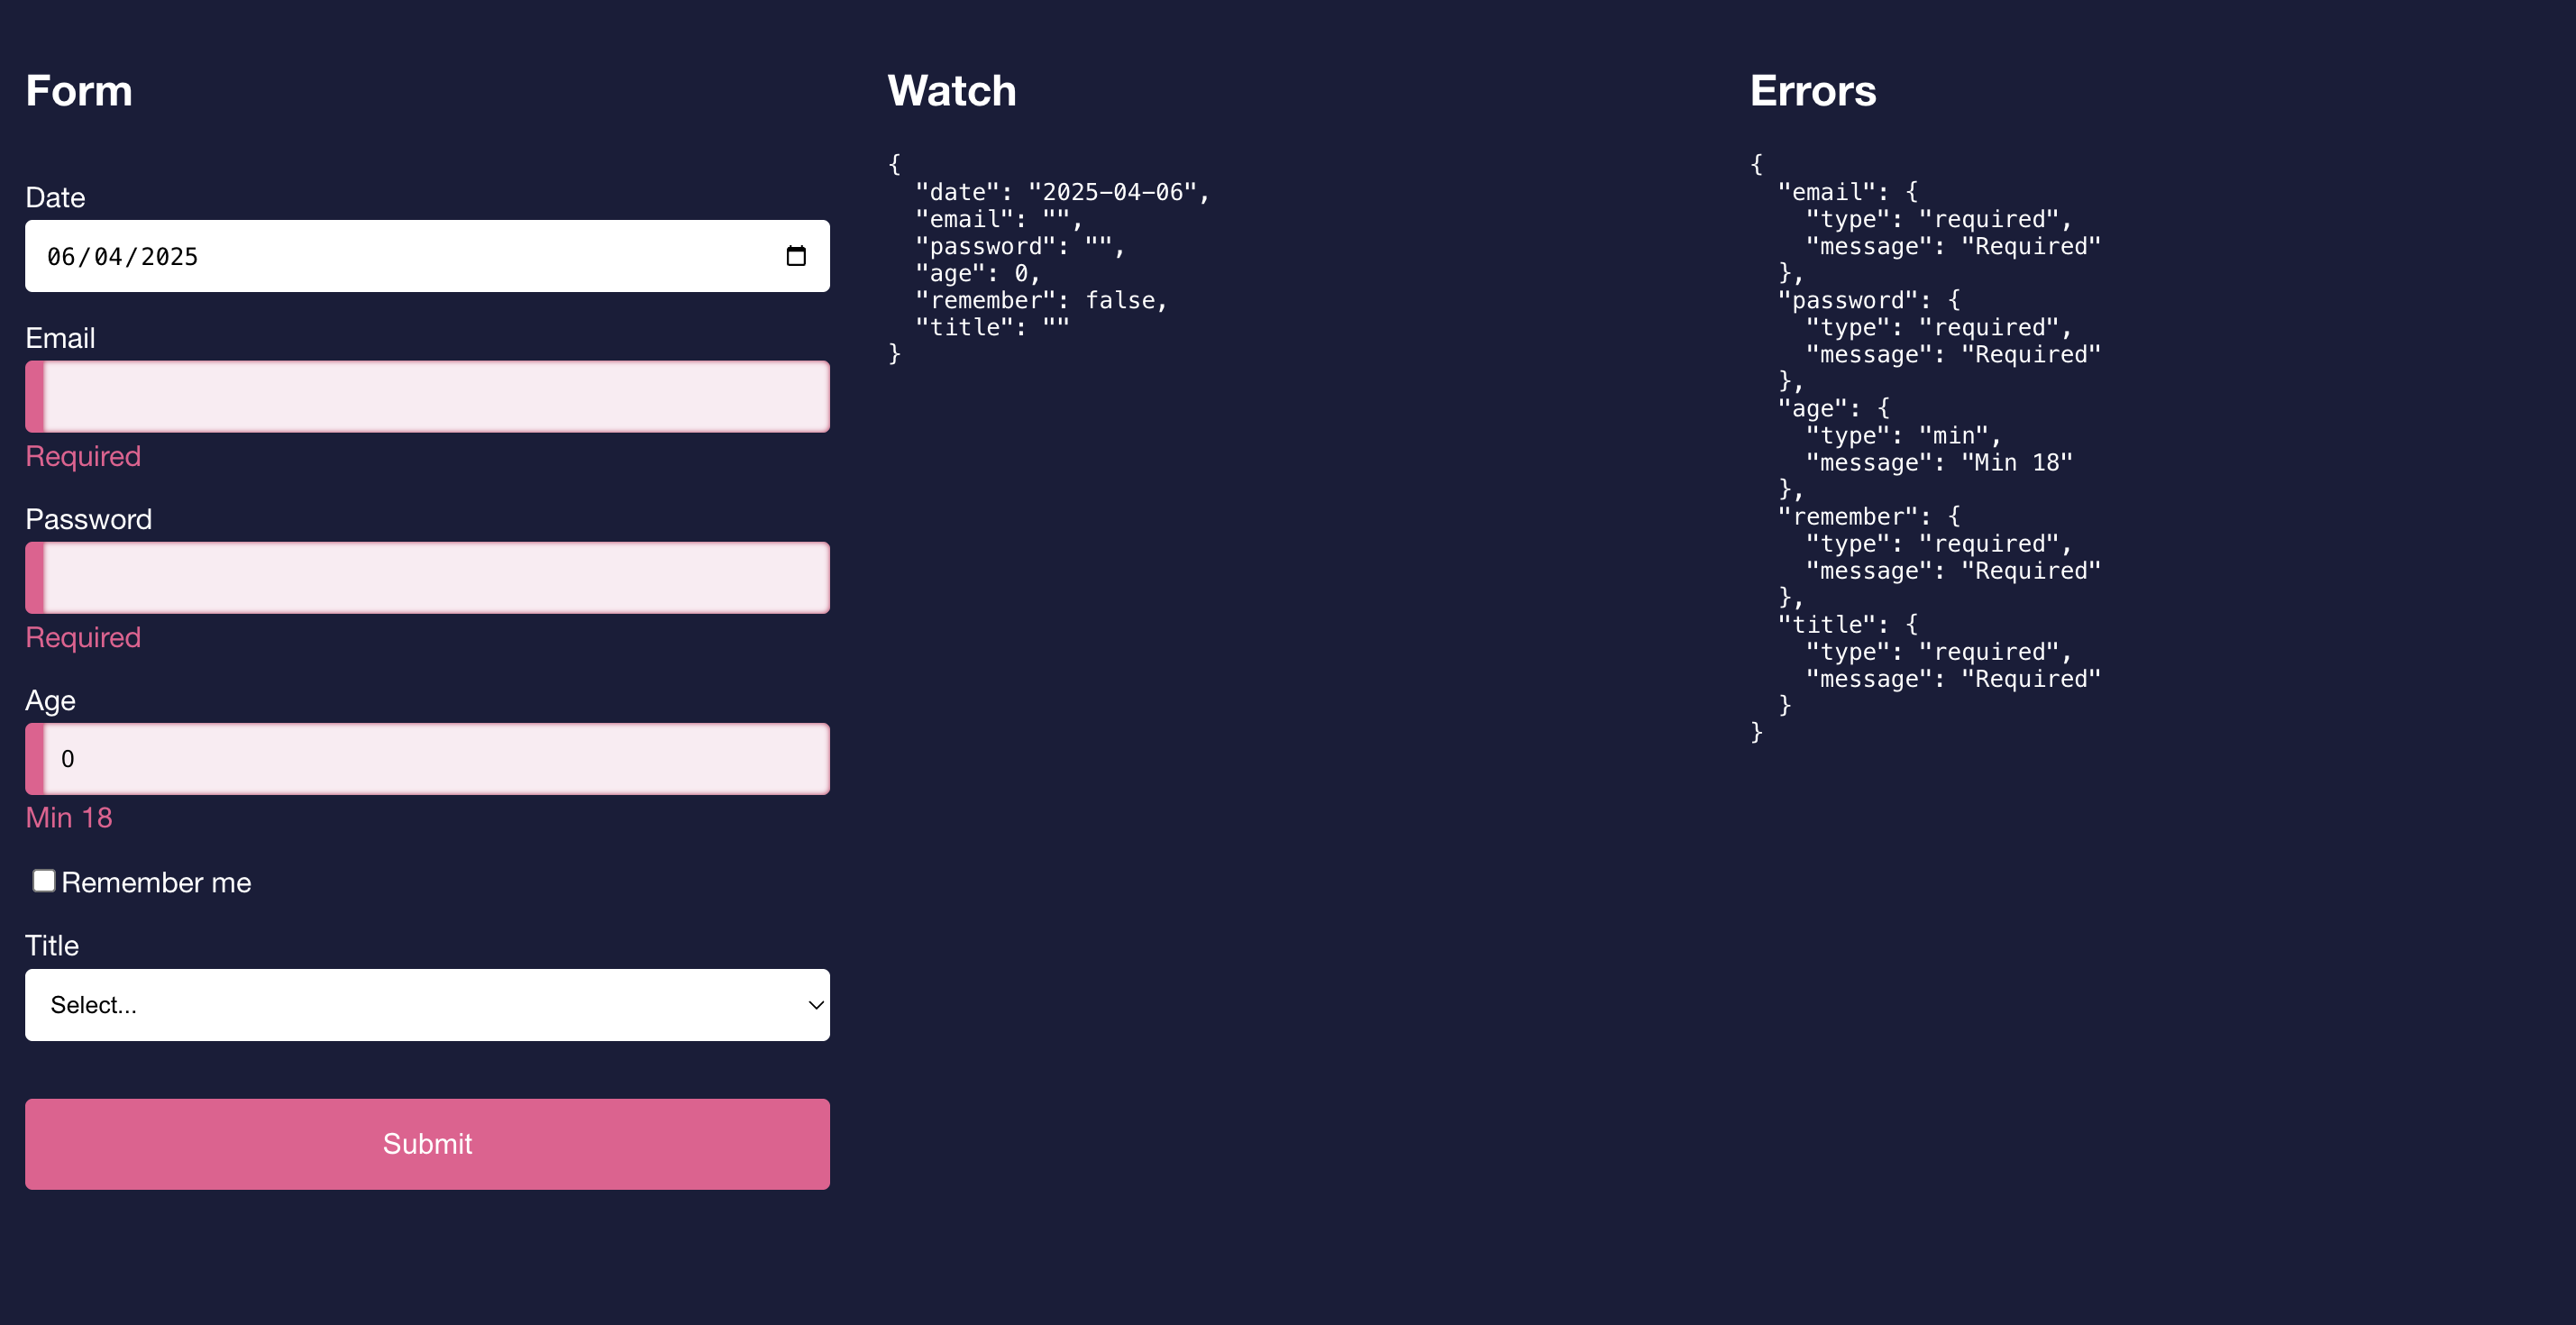 Form
Date
06/04/2025
Email
Required
Password
Required
Age
0
Min 18
Remember me
Title
Select...
Submit
Watch
{
  "date": "2025-04-06",
  "email": "",
  "password": "",
  "age": 0,
  "remember": false,
  "title": ""
}
Errors
{
  "email": {
    "type": "required",
    "message": "Required"
  },
  "password": {
    "type": "required",
    "message": "Required"
  },
  "age": {
    "type": "min",
    "message": "Min 18"
  },
  "remember": {
    "type": "required",
    "message": "Required"
  },
  "title": {
    "type": "required",
    "message": "Required"
  }
}